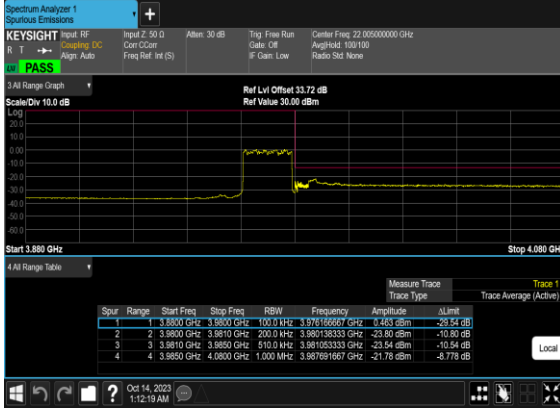 Spectrum Analyzer 1
Spurious Emissions
+
KEYSIGHT Input: RF Input Z: 50 Ω Atten: 30 dB Trig: Free Run Center Freq: 22.005000000 GHz
R T Coupling: DC Corr CCorr Gate: Off Avg|Hold: 100/100
Align: Auto Freq Ref: Int (S) IF Gain: Low Radio Std: None
LXI PASS
3 All Range Graph Ref Lvl Offset 33.72 dB
Scale/Div 10.0 dB Ref Value 30.00 dBm
Log
20.0
10.0
0.00
-10.0
-20.0
-30.0
-40.0
-50.0
-60.0
Start 3.880 GHz Stop 4.080 GH
4 All Range Table
Measure Trace Trace 1
Trace Type Trace Average (Active)
Spur Range Start Freq Stop Freq RBW Frequency Amplitude ΔLimit
1 1 3.8800 GHz 3.9800 GHz 100.0 kHz 3.976166667 GHz 0.463 dBm -29.54 dB
2 2 3.9800 GHz 3.9810 GHz 200.0 kHz 3.980138333 GHz -23.80 dBm -10.80 dB
3 3 3.9810 GHz 3.9850 GHz 510.0 kHz 3.981053333 GHz -23.54 dBm -10.54 dB
4 4 3.9850 GHz 4.0800 GHz 1.000 MHz 3.987691667 GHz -21.78 dBm -8.778 dB
Local
? Oct 14, 2023
1:12:19 AM